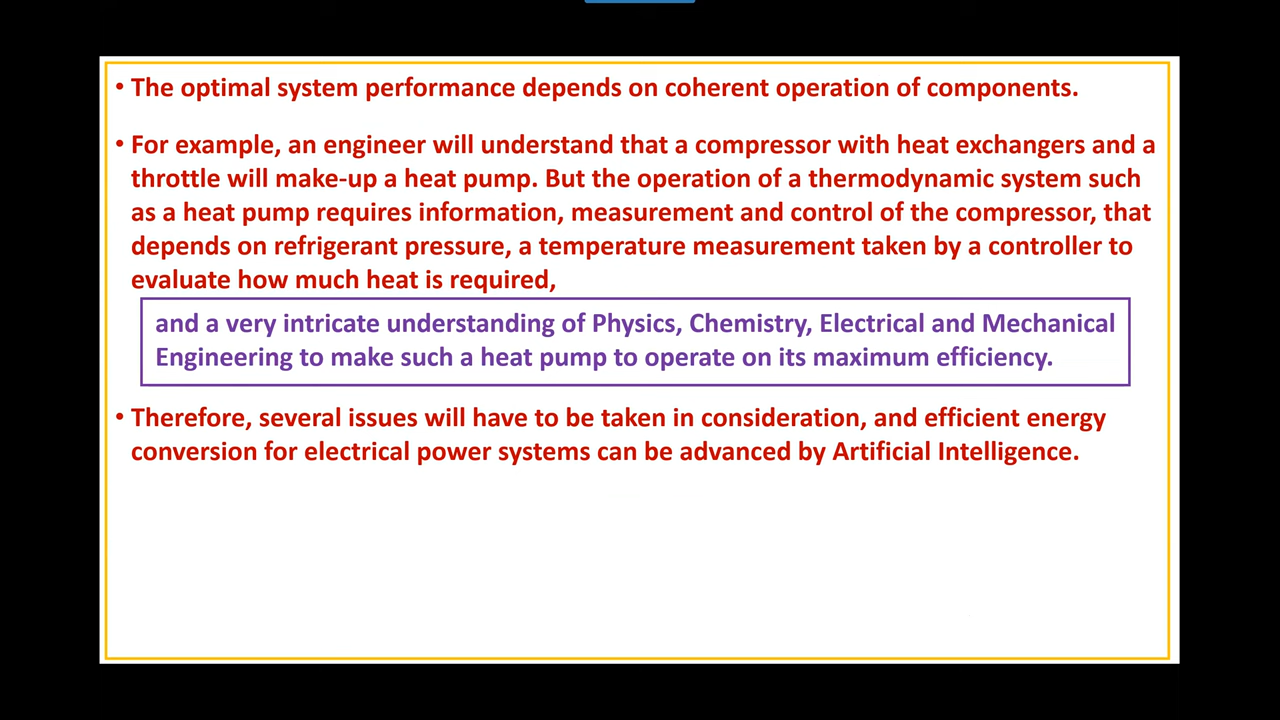 • The optimal system performance depends on coherent operation of components.
• For example, an engineer will understand that a compressor with heat exchangers and a
throttle will make-up a heat pump. But the operation of a thermodynamic system such
as a heat pump requires information, measurement and control of the compressor, that
depends on refrigerant pressure, a temperature measurement taken by a controller to
evaluate how much heat is required,
and a very intricate understanding of Physics, Chemistry, Electrical and Mechanical
Engineering to make such a heat pump to operate on its maximum efficiency.
• Therefore, several issues will have to be taken in consideration, and efficient energy
conversion for electrical power systems can be advanced by Artificial Intelligence.